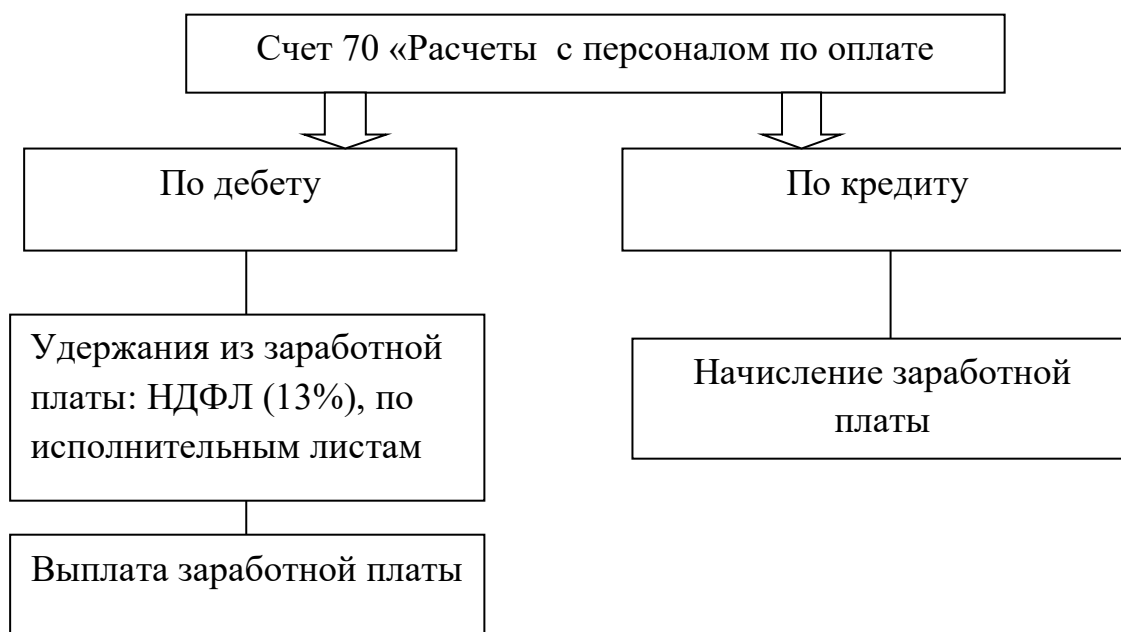 Счет 70 «Расчеты с персоналом по оплате
По дебету
По кредиту
Удержания из заработной
платы: НДФЛ (13%), по
исполнительным листам
Начисление заработной
платы
Выплата заработной платы